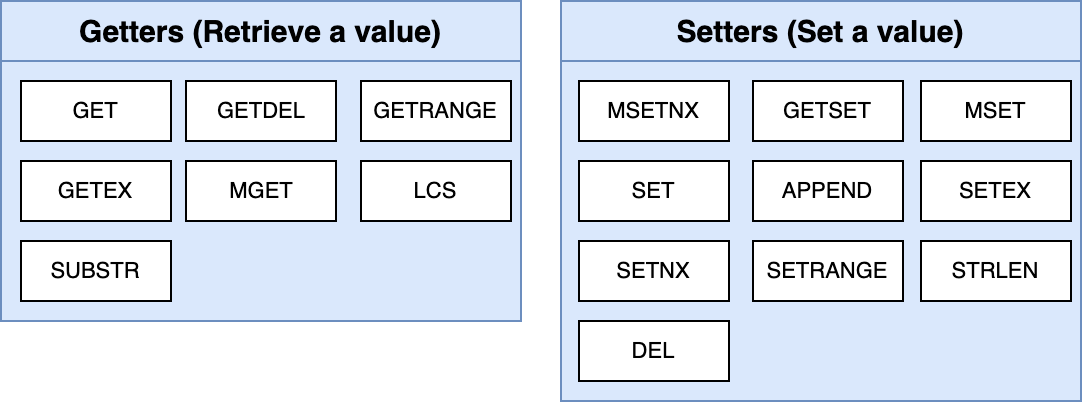 Getters (Retrieve a value)
GET
GETDEL
GETRANGE
GETEX
MGET
LCS
SUBSTR
Setters (Set a value)
MSETNX
GETSET
MSET
SET
APPEND
SETEX
SETNX
SETRANGE
STRLEN
DEL